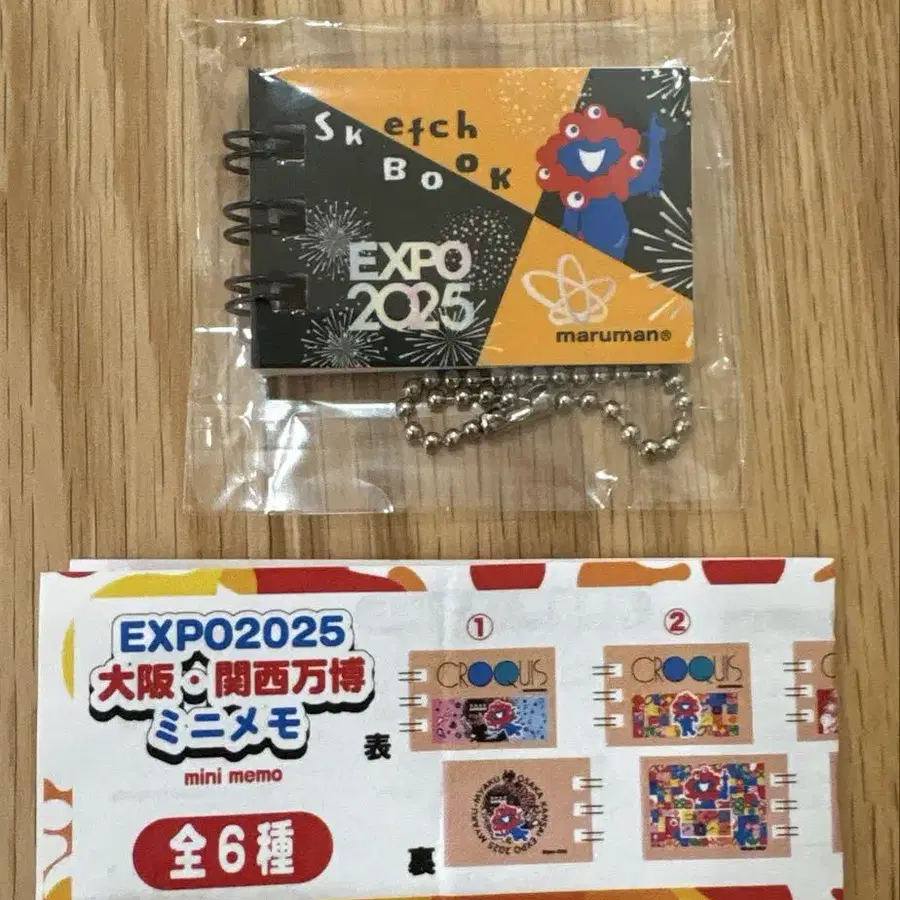 Sketch
Book
EXPO
2025
maruman®
EXPO2025
大阪・関西万博
ミニメモ
mini memo
全6種
① ②
表
CROQUIS CROQUIS
裏